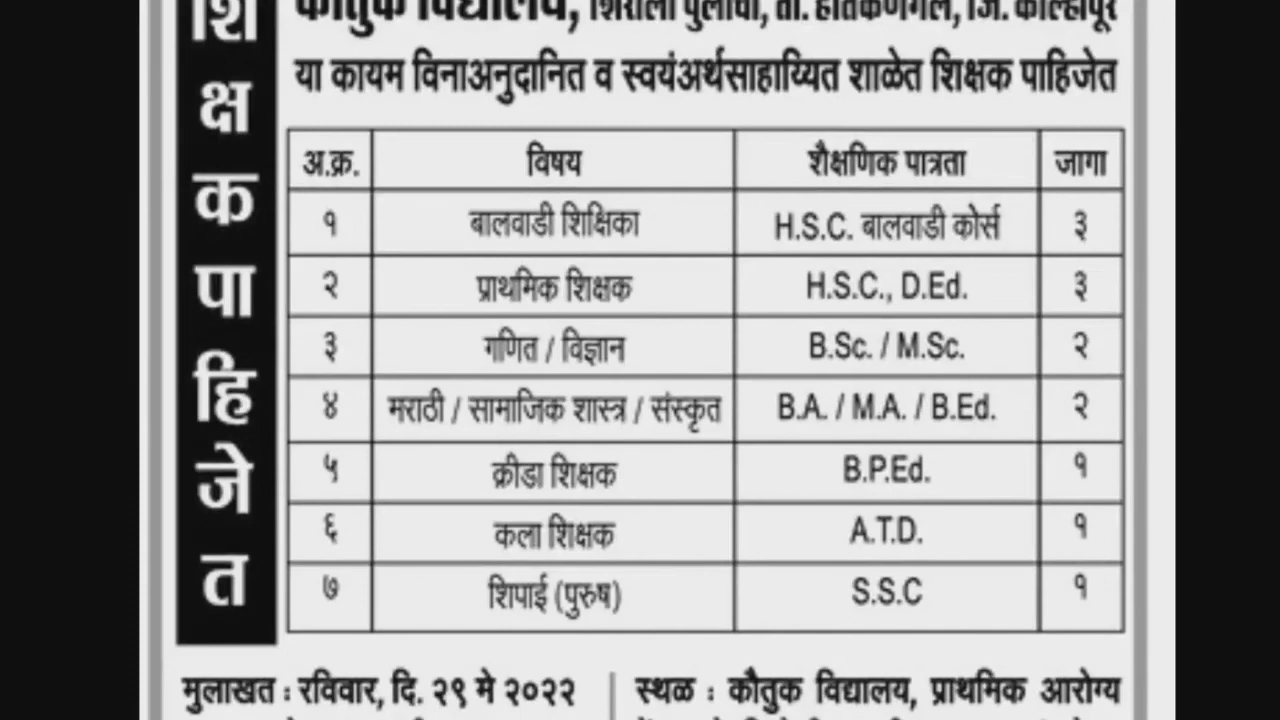 शिक्षक पाहिजेत
कौतुक विद्यालय, शिरोली पुलाची, ता. हातकणंगले, जि. कोल्हापूर
या कायम विनाअनुदानित व स्वयंअर्थसाहाय्यित शाळेत शिक्षक पाहिजेत
अ.क्र. विषय शैक्षणिक पात्रता जागा
१ बालवाडी शिक्षिका H.S.C. बालवाडी कोर्स ३
२ प्राथमिक शिक्षक H.S.C., D.Ed. ३
३ गणित / विज्ञान B.Sc. / M.Sc. २
४ मराठी / सामाजिक शास्त्र / संस्कृत B.A. / M.A. / B.Ed. २
५ क्रीडा शिक्षक B.P.Ed. १
६ कला शिक्षक A.T.D. १
७ शिपाई (पुरुष) S.S.C १
मुलाखत : रविवार, दि. २९ मे २०२२
स्थळ : कौतुक विद्यालय, प्राथमिक आरोग्य